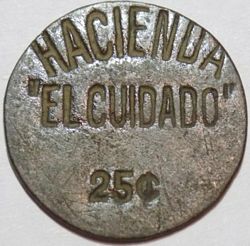 HACIENDA
"EL CUIDADO"
25¢